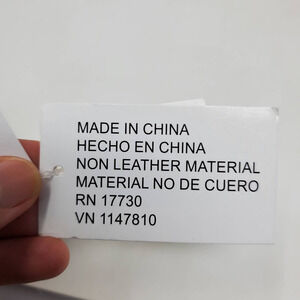 MADE IN CHINA
HECHO EN CHINA
NON LEATHER MATERIAL
MATERIAL NO DE CUERO
RN 17730
VN 1147810